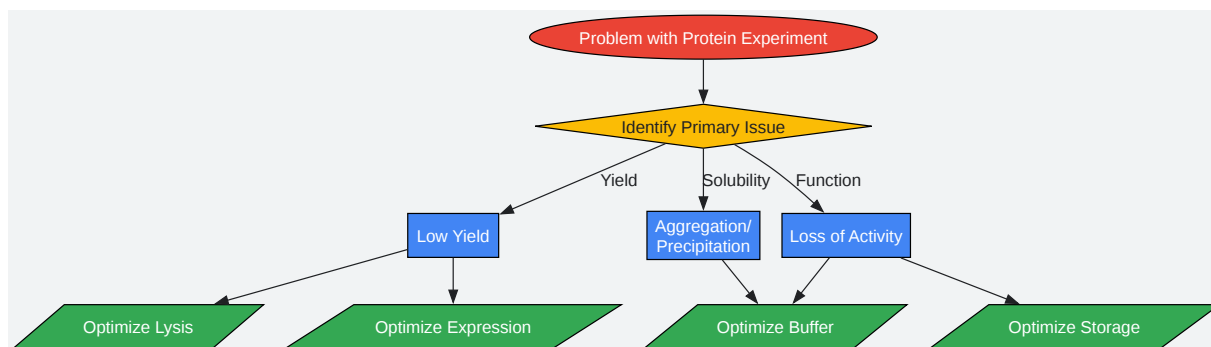 Problem with Protein Experiment
Identify Primary Issue
Yield
Solubility
Function
Low Yield
Aggregation/
Precipitation
Loss of Activity
Optimize Lysis
Optimize Expression
Optimize Buffer
Optimize Storage